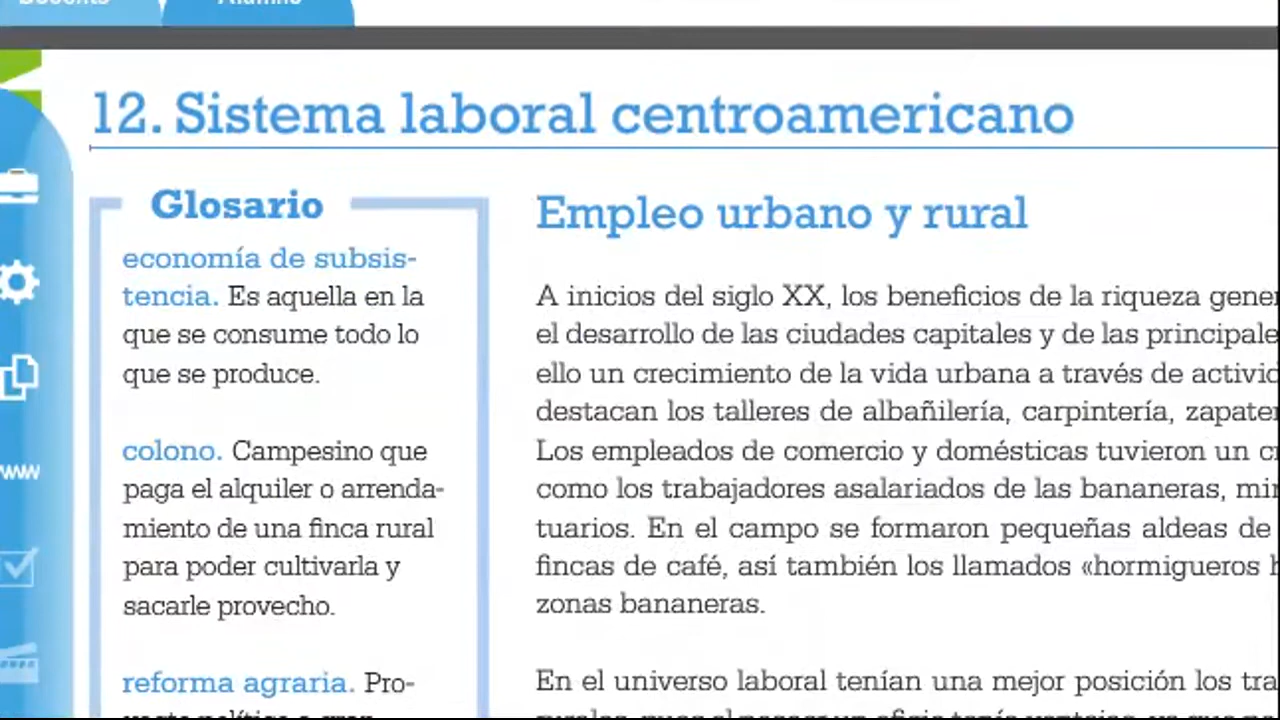 Docente
Alumno
12. Sistema laboral centroamericano
Glosario
economía de subsis-
tencia. Es aquella en la
que se consume todo lo
que se produce.
colono. Campesino que
paga el alquiler o arrenda-
miento de una finca rural
para poder cultivarla y
sacarle provecho.
reforma agraria. Pro-
Empleo urbano y rural
A inicios del siglo XX, los beneficios de la riqueza
el desarrollo de las ciudades capitales y de las
ello un crecimiento de la vida urbana a través de
destacan los talleres de albañilería, carpintería,
Los empleados de comercio y domésticas tuvieron un
como los trabajadores asalariados de las bananeras,
tuarios. En el campo se formaron pequeñas aldeas de
fincas de café, así también los llamados «hormigueros
zonas bananeras.
En el universo laboral tenían una mejor posición los
www